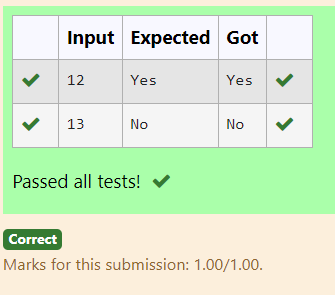 Input Expected Got
12 Yes Yes
13 No No
Passed all tests!
Correct
Marks for this submission: 1.00/1.00.